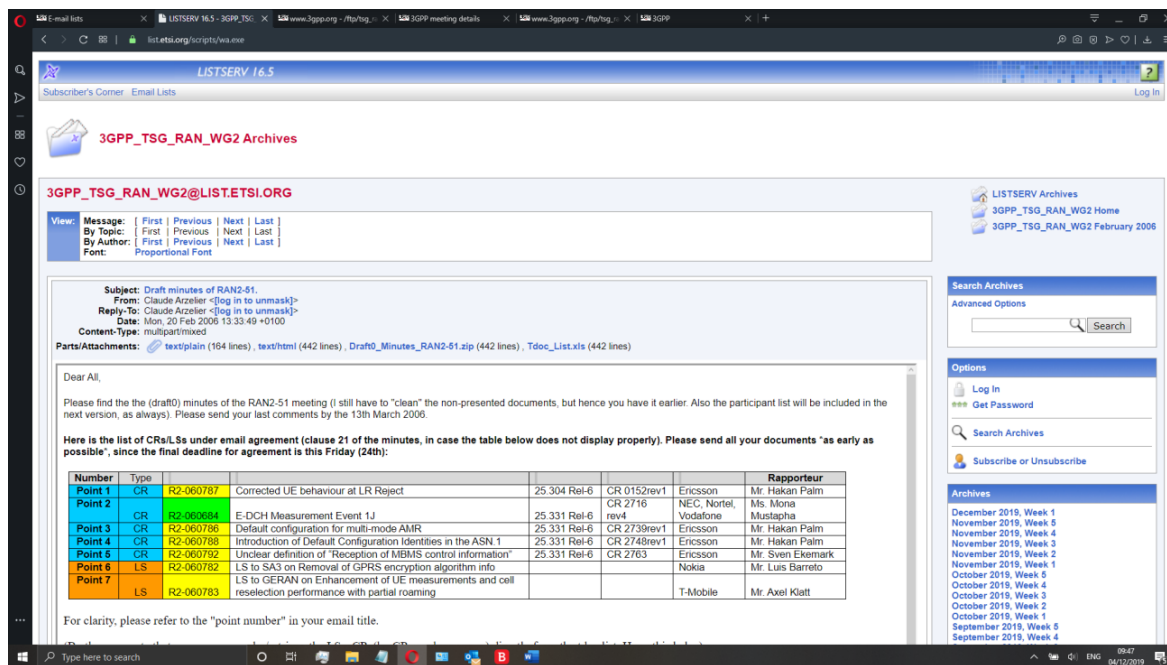 E-mail lists
LISTSERV 16.5 - 3GPP_TSG_
www.3gpp.org - /ftp/tsg_r
3GPP meeting details
www.3gpp.org - /ftp/tsg_
3GPP
list.etsi.org/scripts/wa.exe
LISTSERV 16.5
Subscriber's Corner Email Lists
Log In
3GPP_TSG_RAN_WG2 Archives
3GPP_TSG_RAN_WG2@LIST.ETSI.ORG
View: Message: [ First | Previous | Next | Last ]
By Topic: [ First | Previous | Next | Last ]
By Author: [ First | Previous | Next | Last ]
Font: Proportional Font
LISTSERV Archives
3GPP_TSG_RAN_WG2 Home
3GPP_TSG_RAN_WG2 February 2006
Subject: Draft minutes of RAN2-51.
From: Claude Arzelier <[log in to unmask]>
Reply-To: Claude Arzelier <[log in to unmask]>
Date: Mon, 20 Feb 2006 13:33:49 +0100
Content-Type: multipart/mixed
Parts/Attachments: text/plain (164 lines) , text/html (442 lines) , Draft0_Minutes_RAN2-51.zip (442 lines) , Tdoc_List.xls (442 lines)
Dear All,
Please find the the (draft0) minutes of the RAN2-51 meeting (I still have to "clean" the non-presented documents, but hence you have it earlier. Also the participant list will be included in the
next version, as always). Please send your last comments by the 13th March 2006.
Here is the list of CRs/LSs under email agreement (clause 21 of the minutes, in case the table below does not display properly). Please send all your documents "as early as
possible", since the final deadline for agreement is this Friday (24th):
Number Type Rapporteur
Point 1 CR R2-060787 Corrected UE behaviour at LR Reject 25.304 Rel-6 CR 0152rev1 Ericsson Mr. Hakan Palm
Point 2 CR R2-060684 E-DCH Measurement Event 1J 25.331 Rel-6 CR 2716 rev4 NEC, Nortel, Vodafone Ms. Mona Mustapha
Point 3 CR R2-060786 Default configuration for multi-mode AMR 25.331 Rel-6 CR 2739rev1 Ericsson Mr. Hakan Palm
Point 4 CR R2-060788 Introduction of Default Configuration Identities in the ASN.1 25.331 Rel-6 CR 2748rev1 Ericsson Mr. Hakan Palm
Point 5 CR R2-060792 Unclear definition of "Reception of MBMS control information" 25.331 Rel-6 CR 2763 Ericsson Mr. Sven Ekemark
Point 6 LS R2-060782 LS to SA3 on Removal of GPRS encryption algorithm info Nokia Mr. Luis Barreto
Point 7 LS R2-060783 LS to GERAN on Enhancement of UE measurements and cell reselection performance with partial roaming T-Mobile Mr. Axel Klatt
For clarity, please refer to the "point number" in your email title.
Search Archives
Advanced Options
Search
Options
Log In
Get Password
Search Archives
Subscribe or Unsubscribe
Archives
December 2019, Week 1
November 2019, Week 5
November 2019, Week 4
November 2019, Week 3
November 2019, Week 2
November 2019, Week 1
October 2019, Week 5
October 2019, Week 4
October 2019, Week 3
October 2019, Week 2
October 2019, Week 1
September 2019, Week 5
September 2019, Week 4
Type here to search
ENG
09:47
04/12/2019